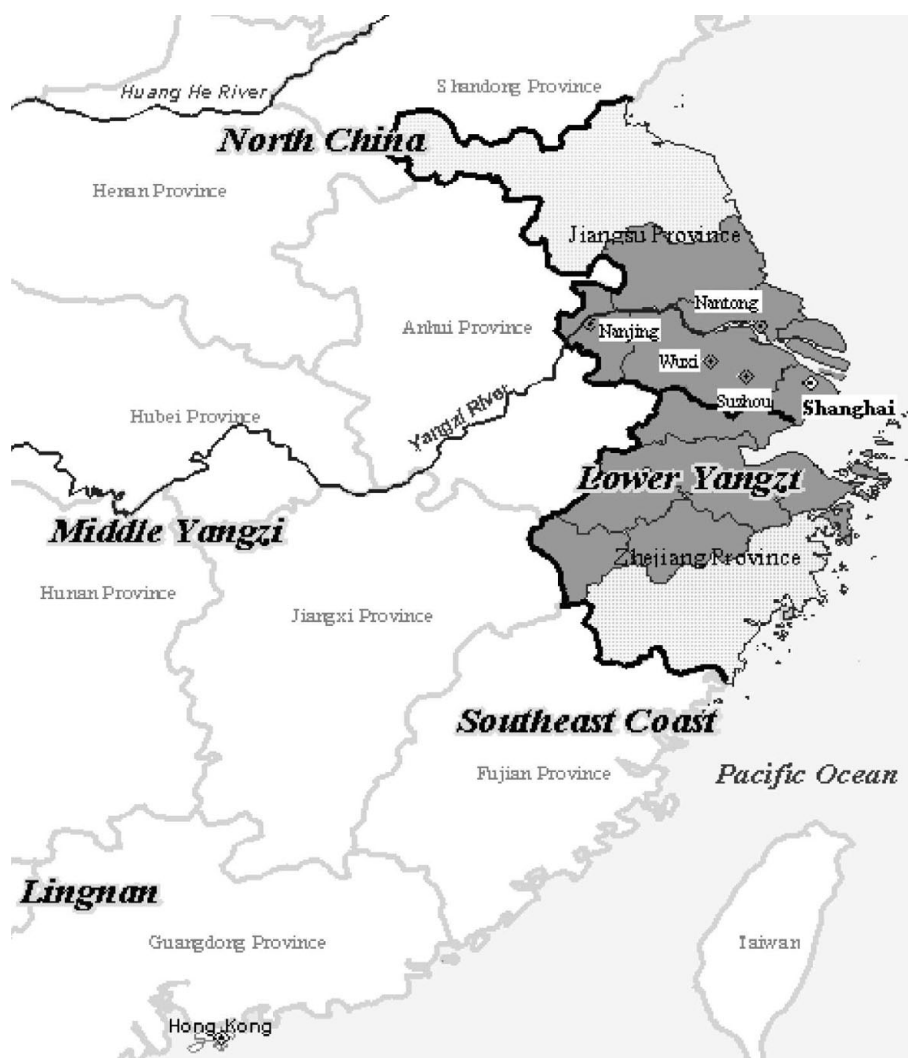 Huang He River
Shandong Province
North China
Henan Province
Jiangsu Province
Nantong
Anhui Province
Nanjing
Wuxi
Suzhou
Shanghai
Hubei Province
Yangzi River
Lower Yangzt
Middle Yangzi
Zhejiang Province
Hunan Province
Jiangxi Province
Southeast Coast
Fujian Province
Pacific Ocean
Lingnan
Guangdong Province
Taiwan
Hong Kong